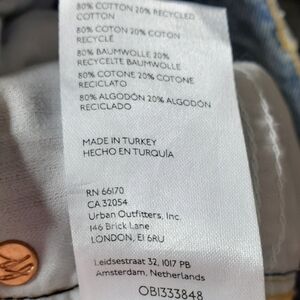 80% COTTON 20% RECYCLED
COTTON
80% COTON 20% COTON
RECYCLÉ
80% BAUMWOLLE 20%
RECYCELTE BAUMWOLLE
80% COTONE 20% COTONE
RICICLATO
80% ALGODÓN 20% ALGODÓN
RECICLADO
MADE IN TURKEY
HECHO EN TURQUÍA
RN 66170
CA 32054
Urban Outfitters, Inc.
146 Brick Lane
LONDON, E1 6RU
Leidsestraat 32, 1017 PB
Amsterdam, Netherlands
OB1333848